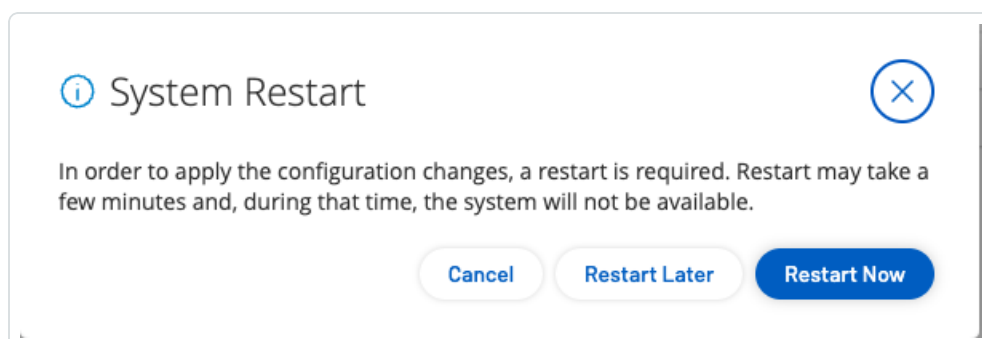 System Restart
In order to apply the configuration changes, a restart is required. Restart may take a
few minutes and, during that time, the system will not be available.
Cancel Restart Later Restart Now